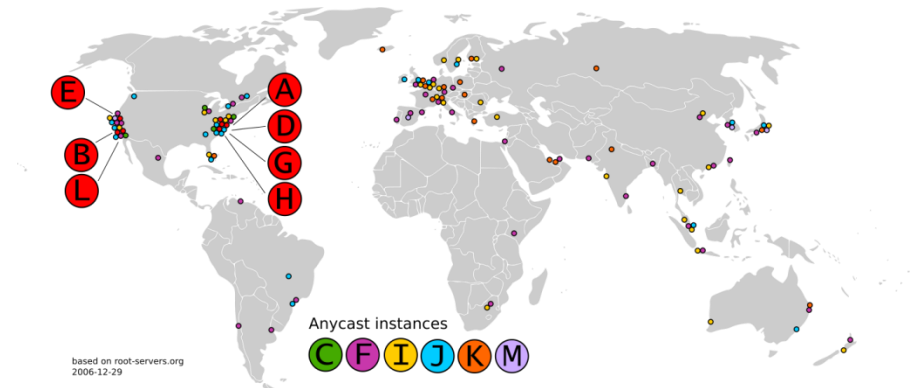 E
A
B
D
L
G
H
Anycast instances
C F I J K M
based on root-servers.org
2006-12-29